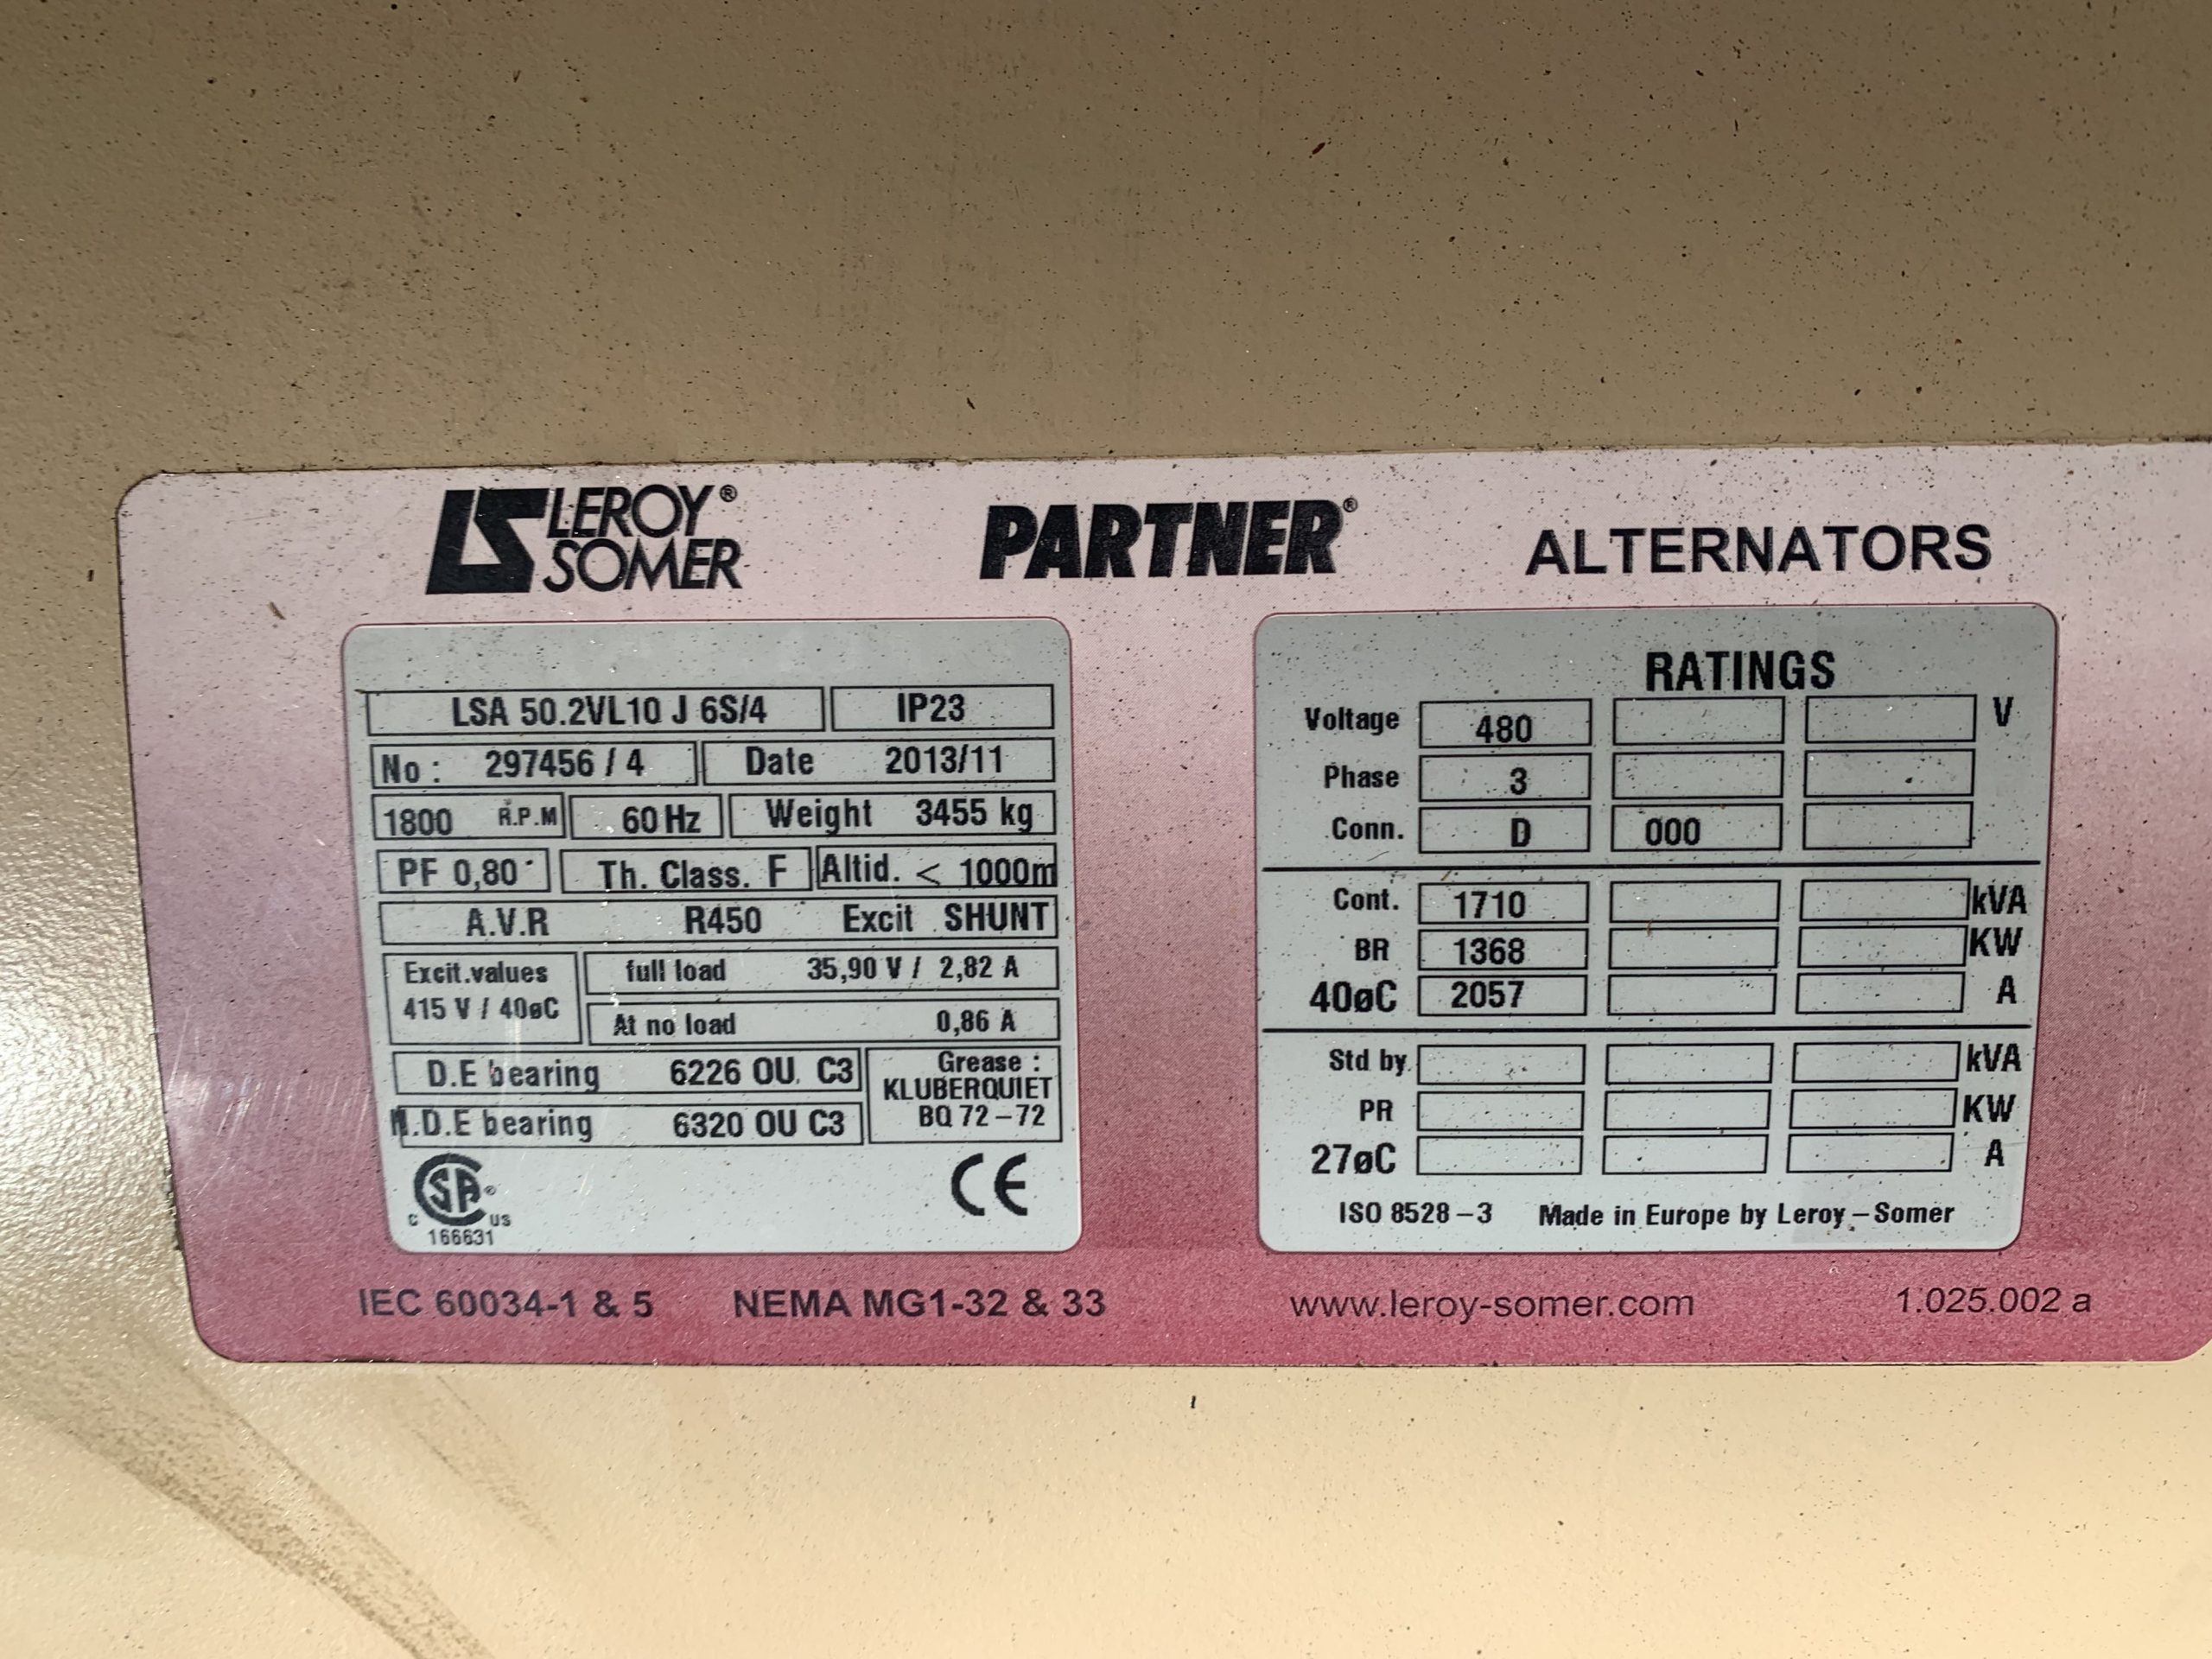 LEROY®
SOMER
PARTNER®
ALTERNATORS
LSA 50.2VL10 J 6S/4 IP23
No : 297456 / 4 Date 2013/11
1800 R.P.M 60 Hz Weight 3455 kg
PF 0,80 Th. Class. F Altid. < 1000m
A.V.R R450 Excit SHUNT
Excit.values full load 35,90 V / 2,82 A
415 V / 40øC At no load 0,86 A
D.E bearing 6226 OU C3 Grease :
KLUBERQUIET
N.D.E bearing 6320 OU C3 BQ 72-72
SA®
C US
166631
CE
RATINGS
Voltage 480 V
Phase 3
Conn. D 000
Cont. 1710 kVA
BR 1368 KW
40øC 2057 A
Std by kVA
PR KW
27øC A
ISO 8528-3 Made in Europe by Leroy-Somer
IEC 60034-1 & 5 NEMA MG1-32 & 33 www.leroy-somer.com 1.025.002 a